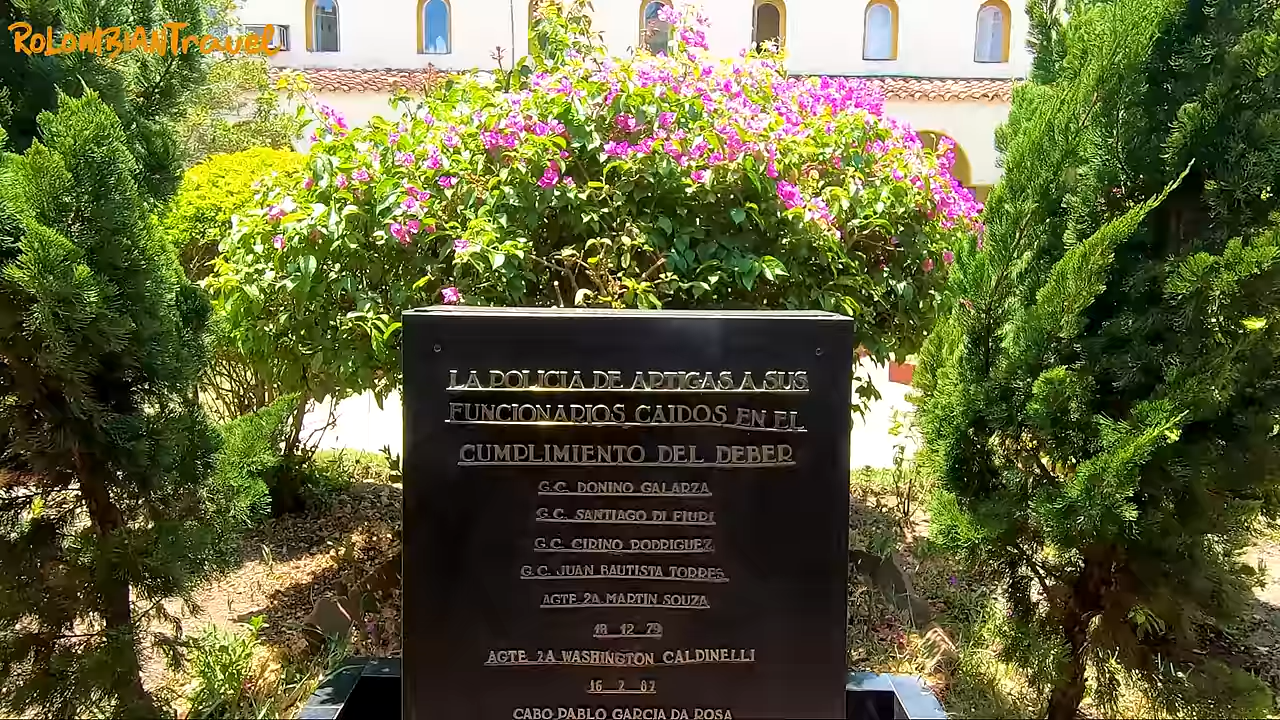 RoLOMBIANTravel
LA POLICIA DE ARTIGAS A SUS
FUNCIONARIOS CAIDOS EN EL
CUMPLIMIENTO DEL DEBER
G.C. DONINO GALARZA
G.C. SANTIAGO DI FIURI
G.C. CIRINO RODRIGUEZ
G.C. JUAN BAUTISTA TORRES
AGTE 2A MARTIN SOUZA
18 12 79
AGTE 2A WASHINGTON CALDINELLI
16 2 87
CABO PABLO GARCIA DA ROSA